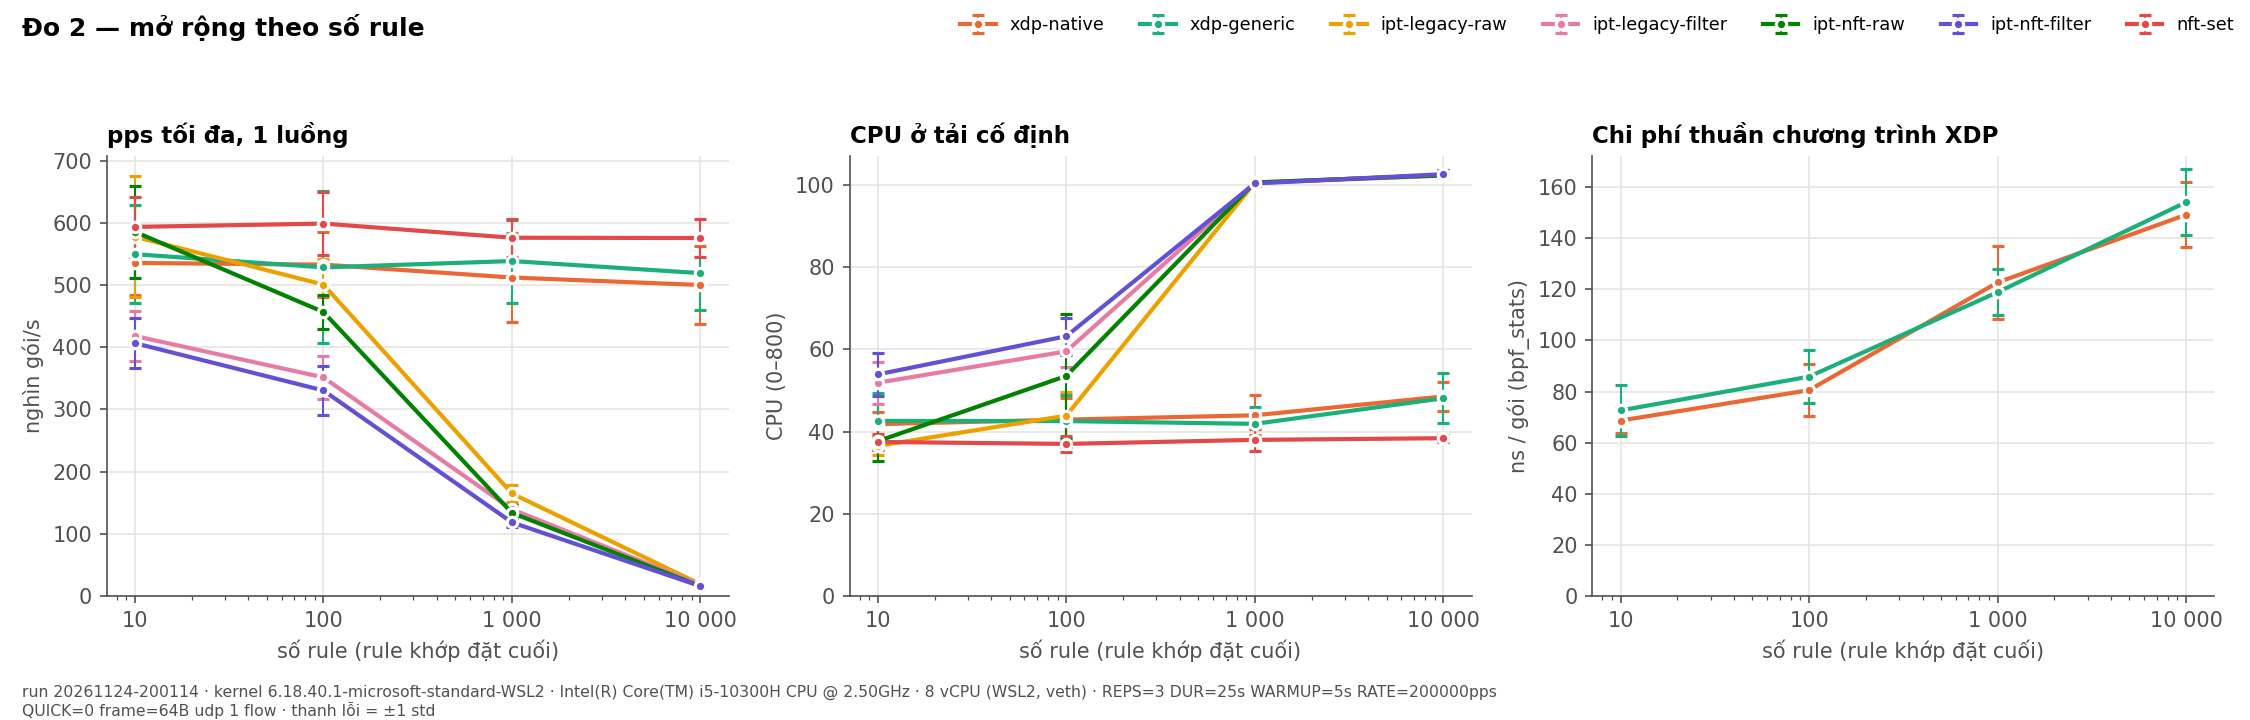 Đo 2 — mở rộng theo số rule
xdp-native xdp-generic ipt-legacy-raw ipt-legacy-filter ipt-nft-raw ipt-nft-filter nft-set
pps tối đa, 1 luồng
nghìn gói/s
700
600
500
400
300
200
100
0
10 100 1 000 10 000
số rule (rule khớp đặt cuối)
CPU ở tải cố định
CPU (0–800)
100
80
60
40
20
0
10 100 1 000 10 000
số rule (rule khớp đặt cuối)
Chi phí thuần chương trình XDP
ns / gói (bpf_stats)
160
140
120
100
80
60
40
20
0
10 100 1 000 10 000
số rule (rule khớp đặt cuối)
run 20261124-200114 · kernel 6.18.40.1-microsoft-standard-WSL2 · Intel(R) Core(TM) i5-10300H CPU @ 2.50GHz · 8 vCPU (WSL2, veth) · REPS=3 DUR=25s WARMUP=5s RATE=200000pps
QUICK=0 frame=64B udp 1 flow · thanh lỗi = ±1 std